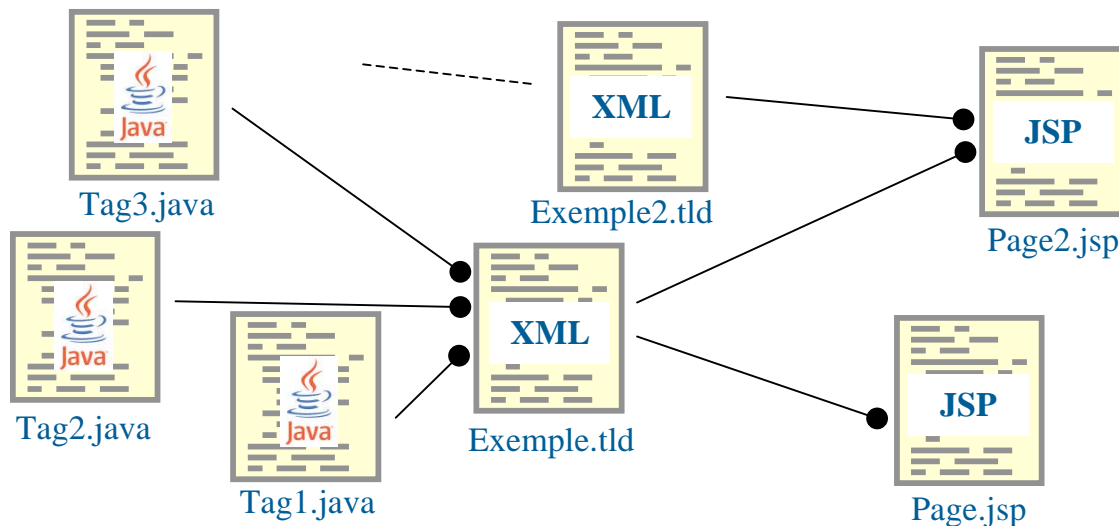 Java
Tag3.java
XML
Exemple2.tld
JSP
Page2.jsp
Java
Tag2.java
Java
Tag1.java
XML
Exemple.tld
JSP
Page.jsp